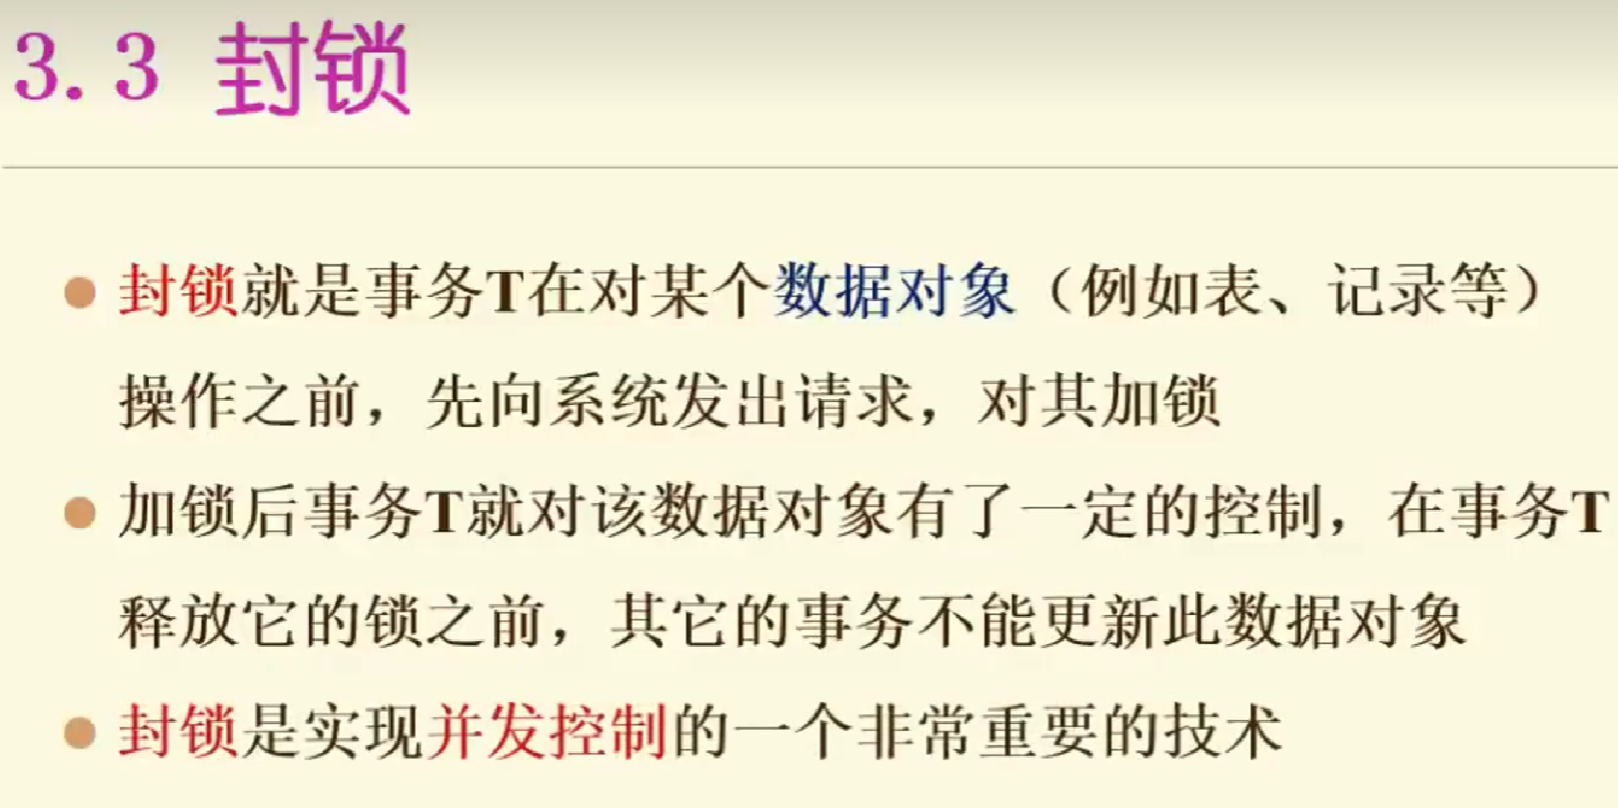 3.3 封锁
封锁就是事务T在对某个数据对象（例如表、记录等）
操作之前，先向系统发出请求，对其加锁
加锁后事务T就对该数据对象有了一定的控制，在事务T
释放它的锁之前，其它的事务不能更新此数据对象
封锁是实现并发控制的一个非常重要的技术